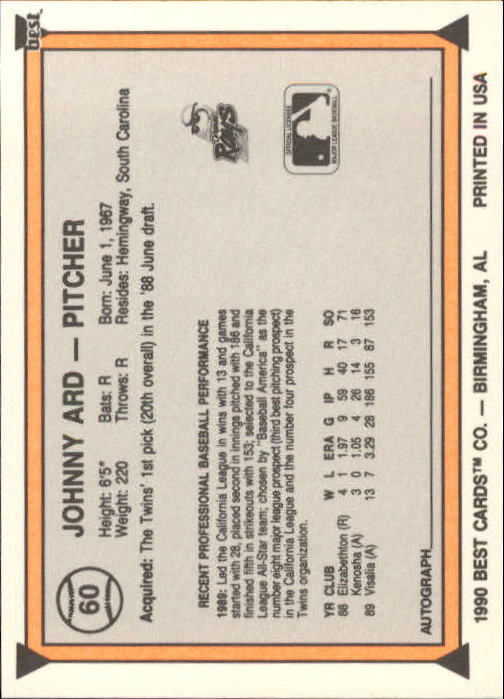 best
60
JOHNNY ARD — PITCHER
Height: 6'5" Bats: R Born: June 1, 1967
Weight: 220 Throws: R Resides: Hemingway, South Carolina
Acquired: The Twins' 1st pick (20th overall) in the '88 June draft.
Rays
OFFICIAL LICENSEE
MAJOR LEAGUE BASEBALL
RECENT PROFESSIONAL BASEBALL PERFORMANCE
1989: Led the California League in wins with 13 and games
started with 28, placed second in innings pitched with 186 and
finished fifth in strikeouts with 153; selected to the California
League All-Star team; chosen by "Baseball America" as the
number eight major league prospect (third best pitching prospect)
in the California League and the number four prospect in the
Twins organization.
YR CLUB W L ERA G IP H R SO
88 Elizabethton (R) 4 1 1.97 9 59 40 17 71
Kenosha (A) 3 0 1.05 4 26 14 3 16
89 Visalia (A) 13 7 3.29 28 186 155 87 153
AUTOGRAPH
1990 BEST CARDS™ CO. — BIRMINGHAM, AL PRINTED IN USA